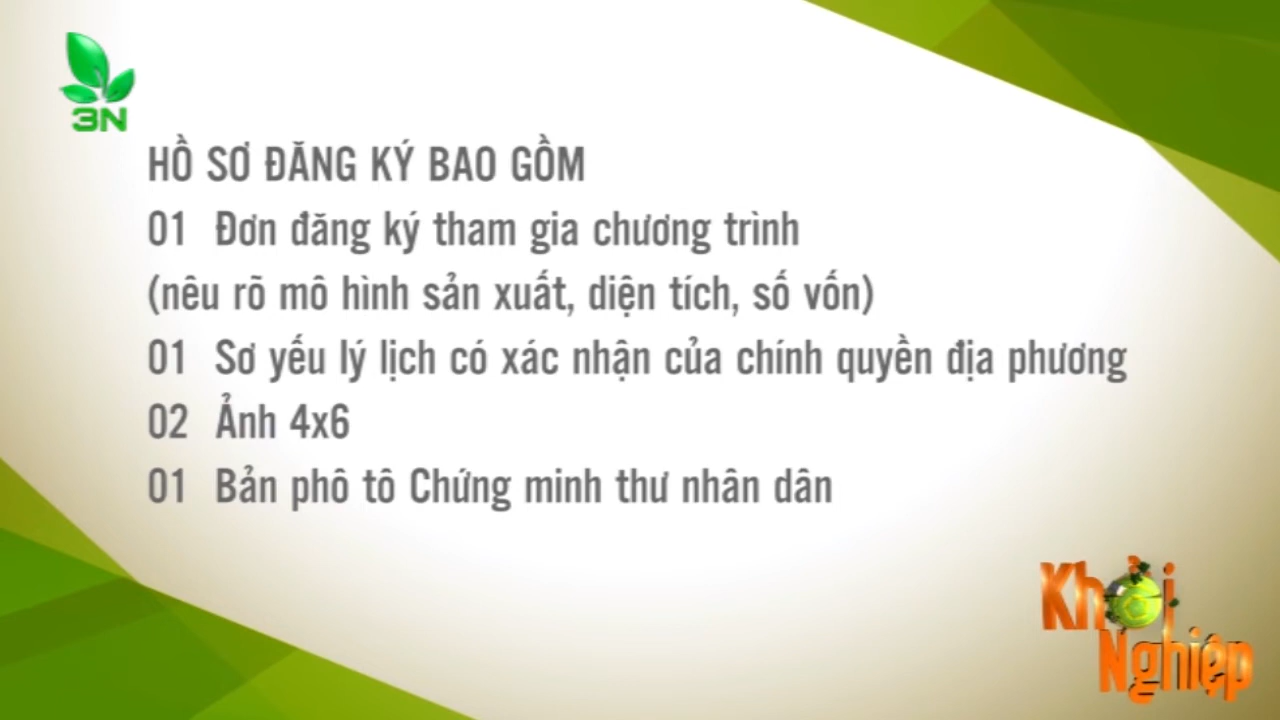 3N
HỒ SƠ ĐĂNG KÝ BAO GỒM
01 Đơn đăng ký tham gia chương trình
(nêu rõ mô hình sản xuất, diện tích, số vốn)
01 Sơ yếu lý lịch có xác nhận của chính quyền địa phương
02 Ảnh 4x6
01 Bản phô tô Chứng minh thư nhân dân
Khởi
Nghiệp